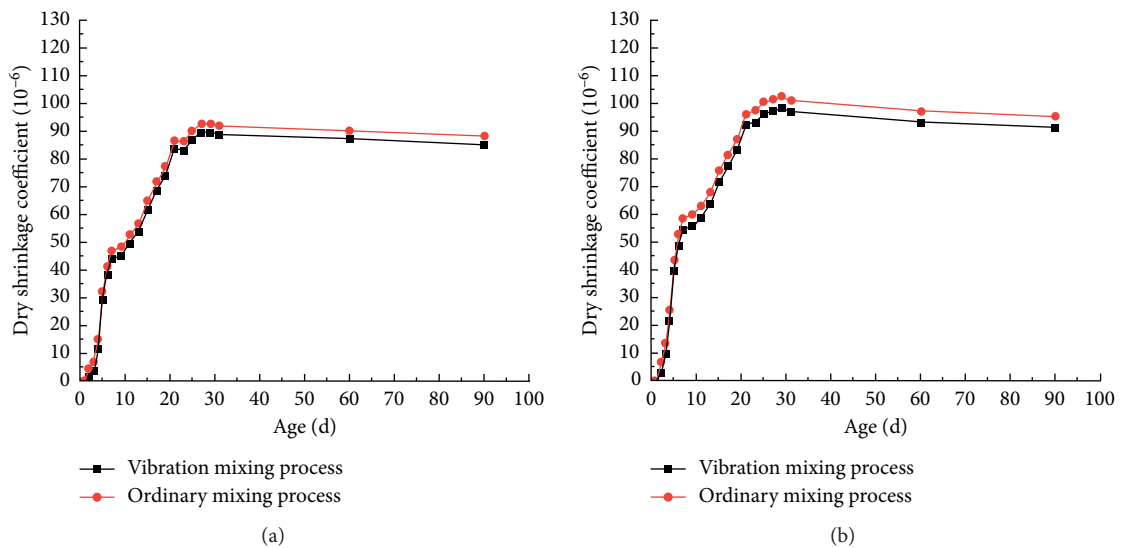 130
120
110
100
90
80
70
60
50
40
30
20
10
0
Dry shrinkage coefficient (10⁻⁶)
0 10 20 30 40 50 60 70 80 90 100
Age (d)
Vibration mixing process
Ordinary mixing process
(a)
130
120
110
100
90
80
70
60
50
40
30
20
10
0
Dry shrinkage coefficient (10⁻⁶)
0 10 20 30 40 50 60 70 80 90 100
Age (d)
Vibration mixing process
Ordinary mixing process
(b)